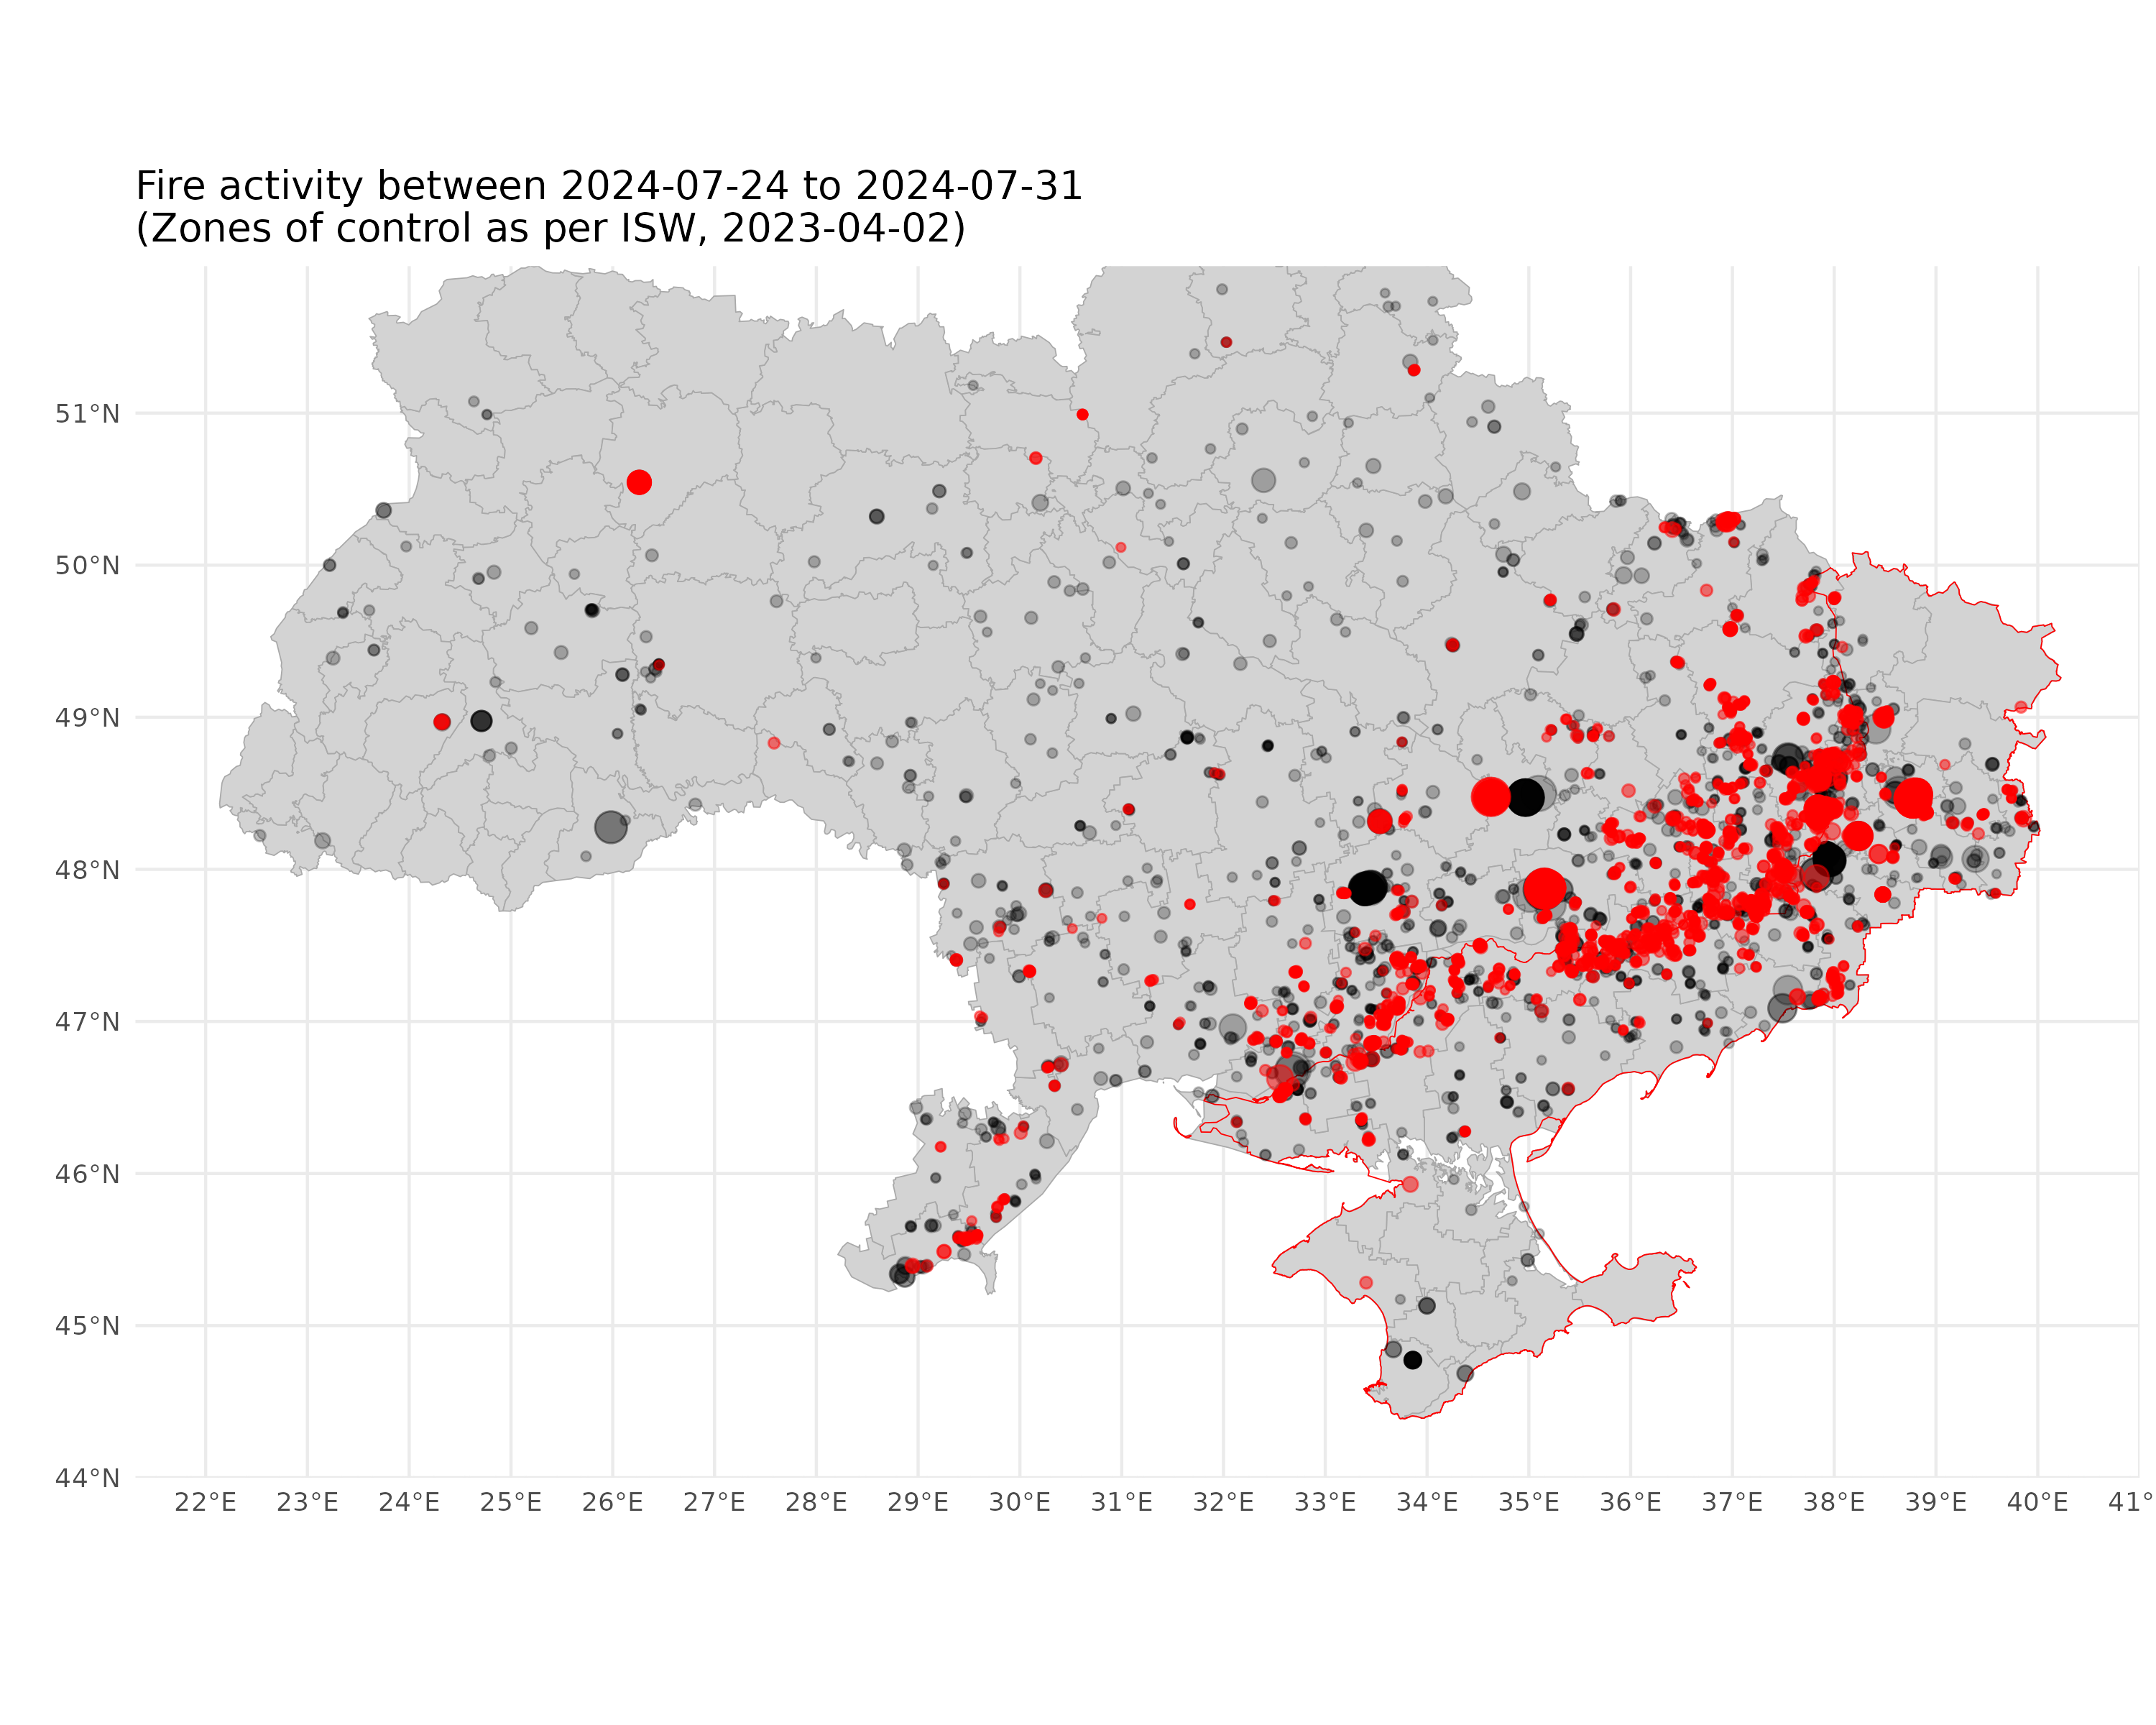 Fire activity between 2024-07-24 to 2024-07-31
(Zones of control as per ISW, 2023-04-02)
51°N
50°N
49°N
48°N
47°N
46°N
45°N
44°N
22°E 23°E 24°E 25°E 26°E 27°E 28°E 29°E 30°E 31°E 32°E 33°E 34°E 35°E 36°E 37°E 38°E 39°E 40°E 41°